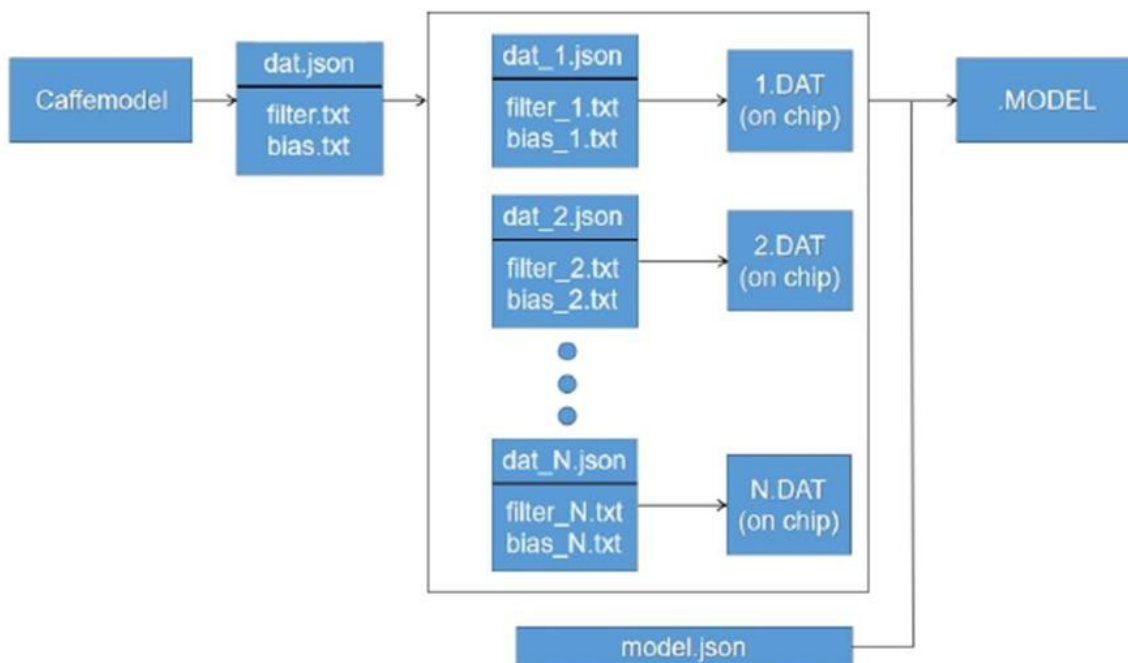 Caffemodel
dat.json
filter.txt
bias.txt
dat_1.json
filter_1.txt
bias_1.txt
1.DAT
(on chip)
.MODEL
dat_2.json
filter_2.txt
bias_2.txt
2.DAT
(on chip)
dat_N.json
filter_N.txt
bias_N.txt
N.DAT
(on chip)
model.json